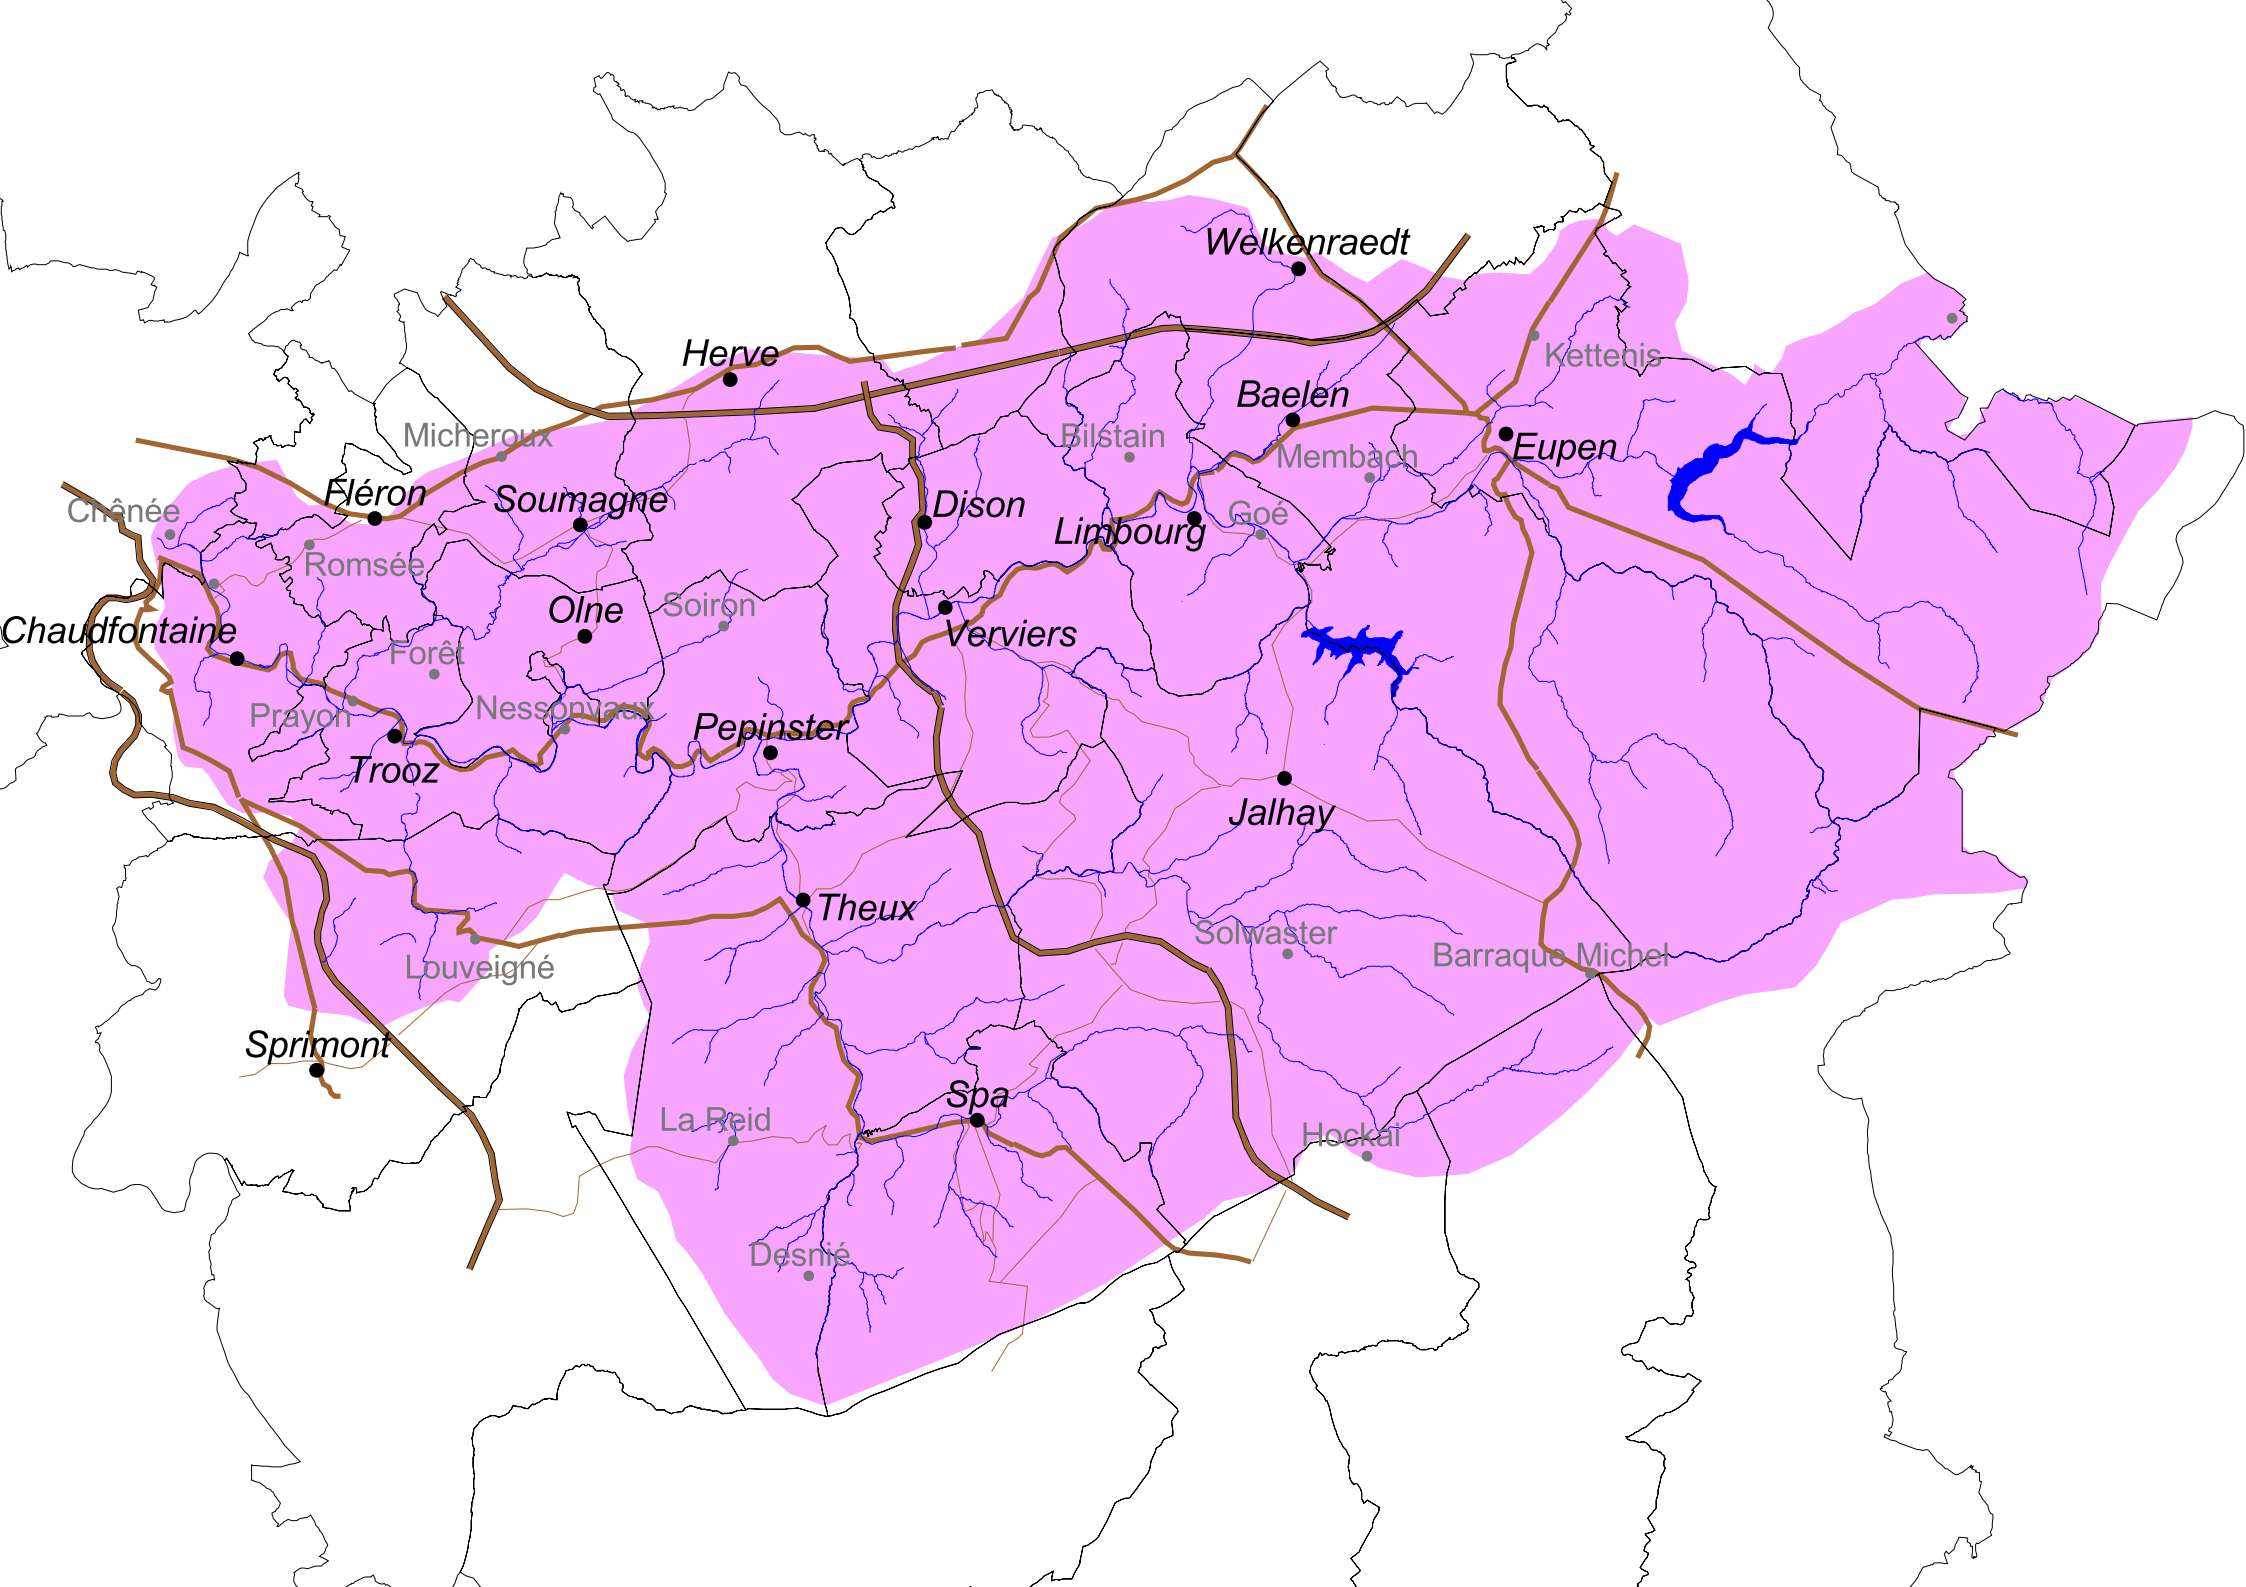 Welkenraedt
Herve
Kettenis
Baelen
Micheroux
Bilstain
Eupen
Membach
Fléron
Soumagne
Dison
Chênée
Goé
Limbourg
Romsée
Soiron
Olne
Chaudfontaine
Verviers
Forêt
Nessonvaux
Prayon
Pepinster
Trooz
Jalhay
Theux
Solwaster
Barraque Michel
Louveigné
Sprimont
Spa
La Reid
Hockai
Desnié